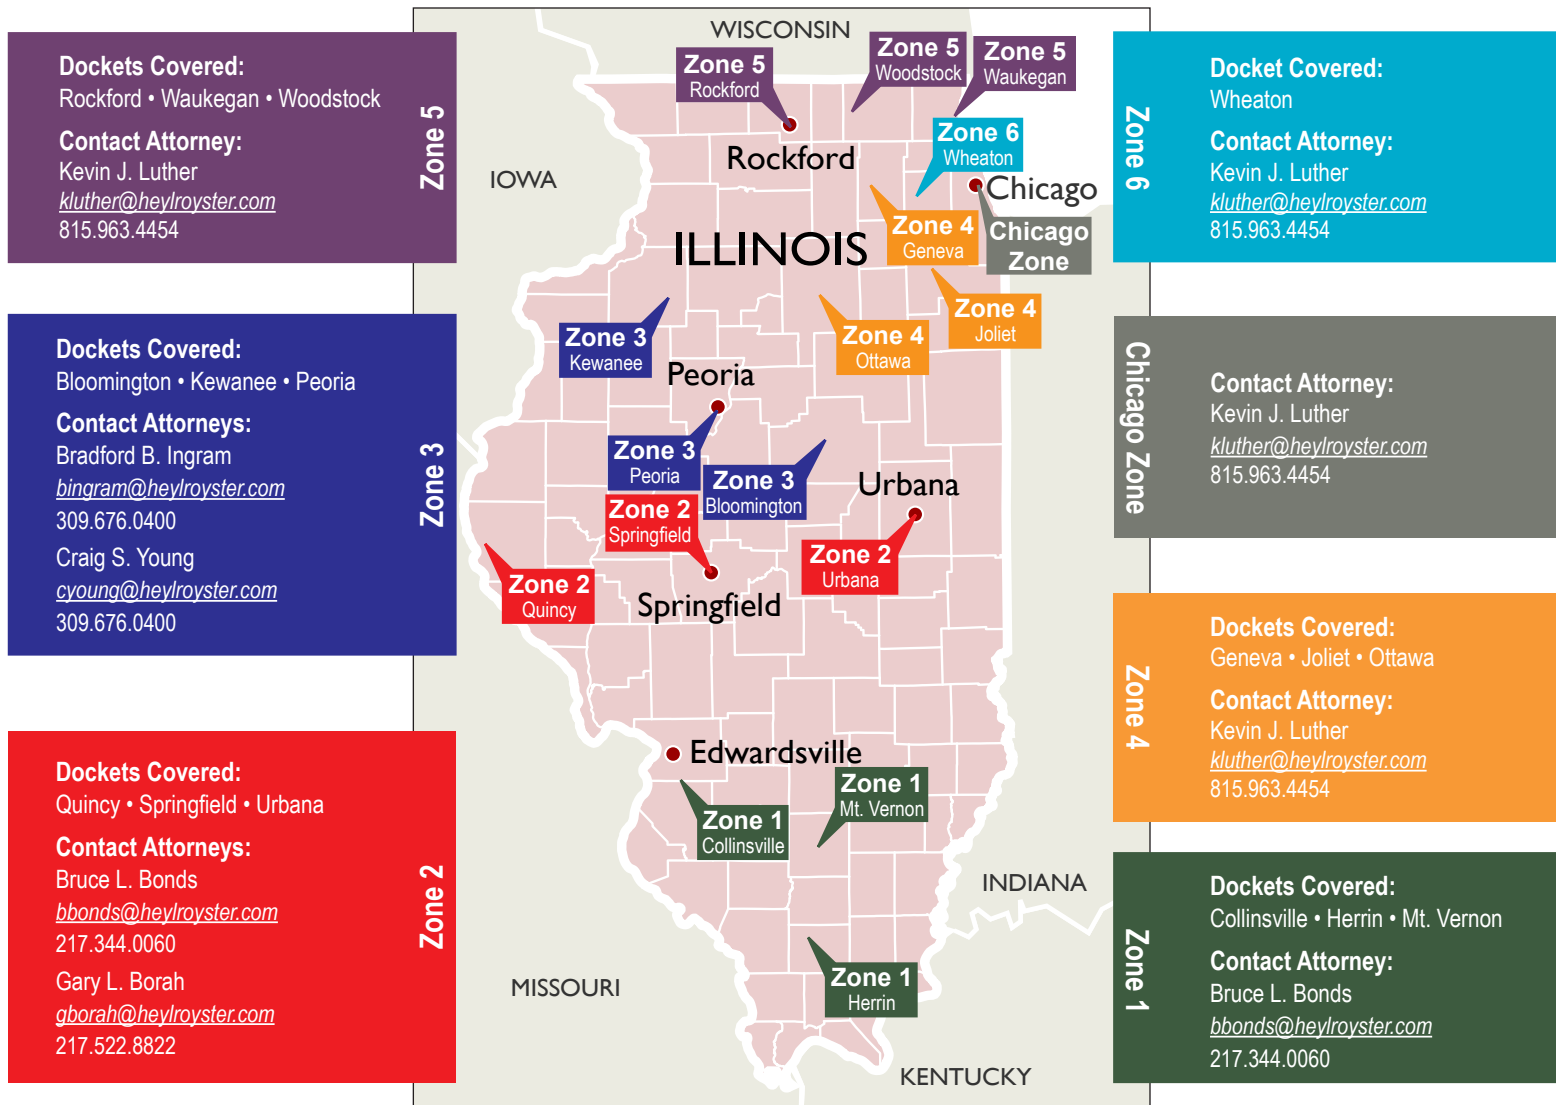 Dockets Covered:
Rockford • Waukegan • Woodstock
Contact Attorney:
Kevin J. Luther
kluther@heylroyster.com
815.963.4454
Zone 5
Dockets Covered:
Bloomington • Kewanee • Peoria
Contact Attorneys:
Bradford B. Ingram
bingram@heylroyster.com
309.676.0400
Craig S. Young
cyoung@heylroyster.com
309.676.0400
Zone 3
Dockets Covered:
Quincy • Springfield • Urbana
Contact Attorneys:
Bruce L. Bonds
bbonds@heylroyster.com
217.344.0060
Gary L. Borah
gborah@heylroyster.com
217.522.8822
Zone 2
WISCONSIN
Zone 5
Rockford
Zone 5
Woodstock
Zone 5
Waukegan
Rockford
Zone 6
Wheaton
IOWA
Chicago
Zone 4
Geneva
Chicago
Zone
ILLINOIS
Zone 4
Joliet
Zone 3
Kewanee
Zone 4
Ottawa
Peoria
Zone 3
Peoria
Zone 3
Bloomington
Urbana
Zone 2
Springfield
Zone 2
Urbana
Zone 2
Quincy
Springfield
Edwardsville
Zone 1
Mt. Vernon
Zone 1
Collinsville
INDIANA
Zone 1
Herrin
MISSOURI
KENTUCKY
Zone 6
Docket Covered:
Wheaton
Contact Attorney:
Kevin J. Luther
kluther@heylroyster.com
815.963.4454
Chicago Zone
Contact Attorney:
Kevin J. Luther
kluther@heylroyster.com
815.963.4454
Zone 4
Dockets Covered:
Geneva • Joliet • Ottawa
Contact Attorney:
Kevin J. Luther
kluther@heylroyster.com
815.963.4454
Zone 1
Dockets Covered:
Collinsville • Herrin • Mt. Vernon
Contact Attorney:
Bruce L. Bonds
bbonds@heylroyster.com
217.344.0060